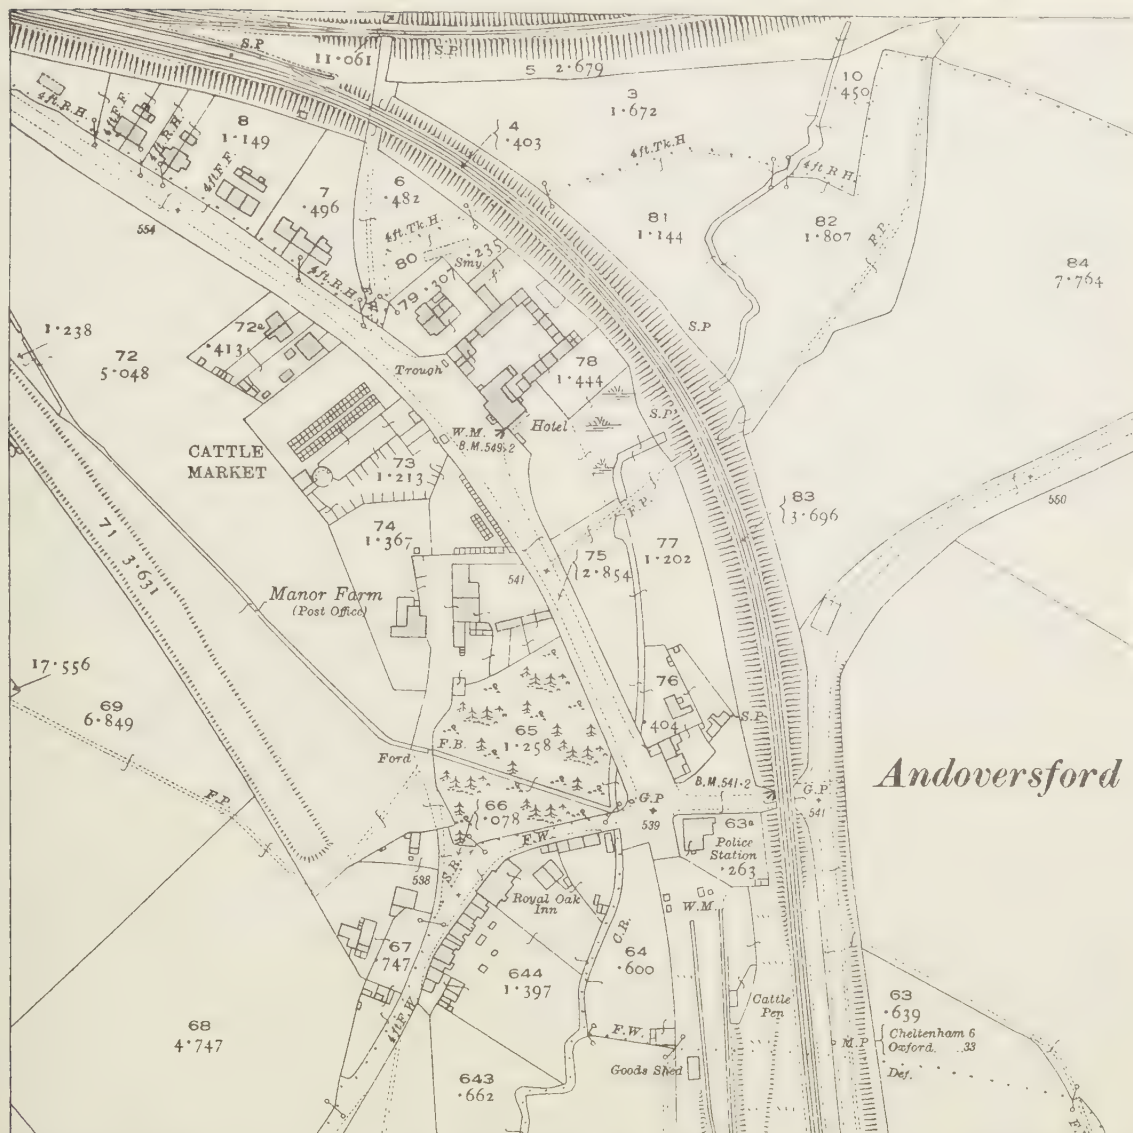 S.P
11·061
S.P
5 2·679
3
1·672
10
·450
4ft.R.H.
4ft.F.F.
4ft.R.H.
8
1·149
4ft.F.F.
4
·403
4ft.Tk.H
4ft.R.H.
7
·496
6
·482
4ft.Tk.H.
81
1·144
82
1·807
F.P.
554
80
·235
Smy.
84
7·764
4ft.R.H.
79 ·307
1·238
72
5·048
72a
·413
S.P
Trough
78
1·444
S.P
W.M.
B.M.549·2
Hotel
CATTLE
MARKET
73
1·213
F.P.
83
3·696
550
74
1·367
77
1·202
75
2·854
541
71 3·631
Manor Farm
(Post Office)
17·556
69
6·849
76
·404
S.P
65
1·258
F.B.
Ford
Andoversford
B.M.541·2
F.P.
G.P
G.P
539
541
66
·078
F.W.
63a
Police
Station
·263
S.R.
538
Royal Oak
Inn
W.M.
C.R.
67
·747
644
1·397
64
·600
Cattle
Pen
63
·639
68
4·747
4ft.F.W.
F.W.
M.P
Cheltenham 6
Oxford. 33
Goods Shed
Def.
643
·662